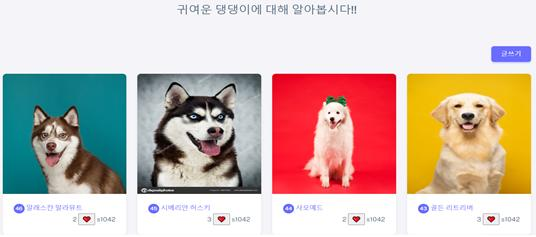 귀여운 댕댕이에 대해 알아봅시다!!
글쓰기
46 알래스칸 말라뮤트
2 s1042
45 시베리안 허스키
3 s1042
44 사모예드
2 s1042
43 골든 리트리버
3 s1042